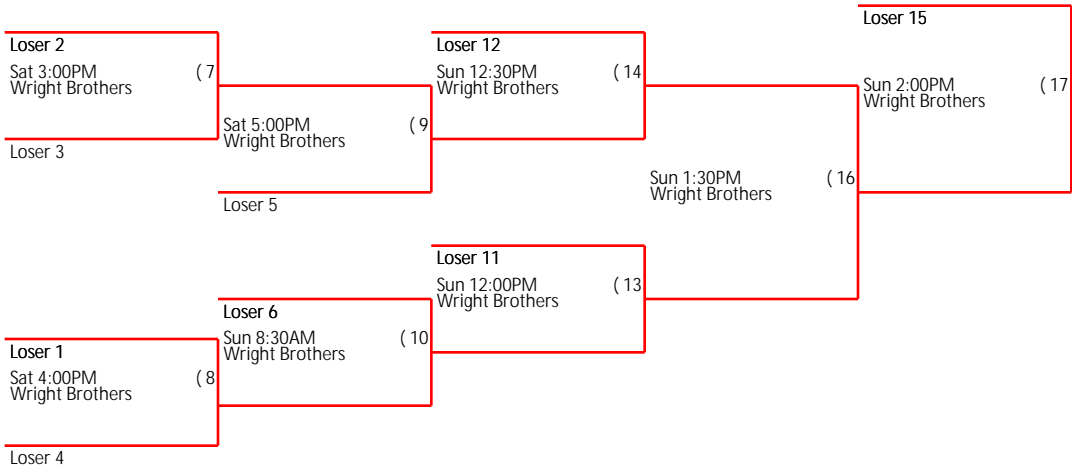 Loser 15
Loser 2
Loser 12
Sat 3:00PM
( 7
Wright Brothers
Sun 12:30PM
( 14
Wright Brothers
Sun 2:00PM
( 17
Wright Brothers
Sat 5:00PM
( 9
Wright Brothers
Loser 3
Sun 1:30PM
( 16
Wright Brothers
Loser 5
Loser 11
Sun 12:00PM
( 13
Wright Brothers
Loser 6
Sun 8:30AM
( 10
Wright Brothers
Loser 1
Sat 4:00PM
( 8
Wright Brothers
Loser 4